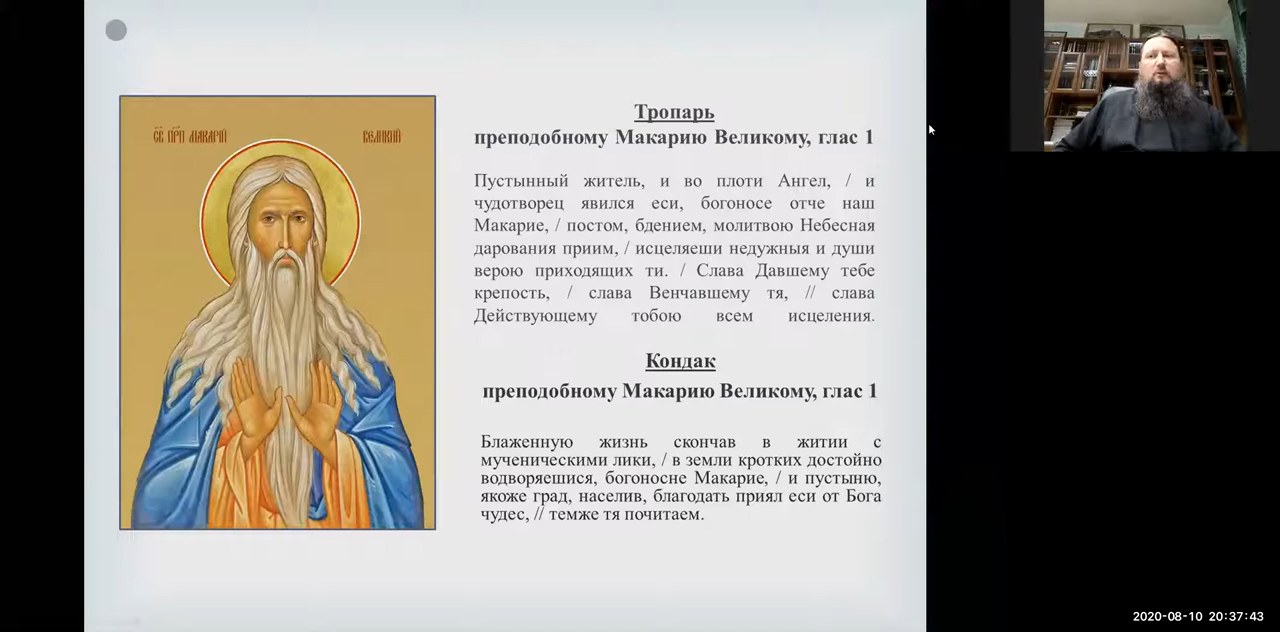 СВ ПРП МАКАРИЙ ВЕЛИКИЙ
Тропарь
преподобному Макарию Великому, глас 1
Пустынный житель, и во плоти Ангел, / и
чудотворец явился еси, богоносе отче наш
Макарие, / постом, бдением, молитвою Небесная
дарования приим, / исцеляеши недужныя и души
верою приходящих ти. / Слава Давшему тебе
крепость, / слава Венчавшему тя, // слава
Действующему тобою всем исцеления.
Кондак
преподобному Макарию Великому, глас 1
Блаженную жизнь скончав в житии с
мученическими лики, / в земли кротких достойно
водворяешися, богоносне Макарие, / и пустыню,
якоже град, населив, благодать приял еси от Бога
чудес, // темже тя почитаем.
2020-08-10 20:37:43